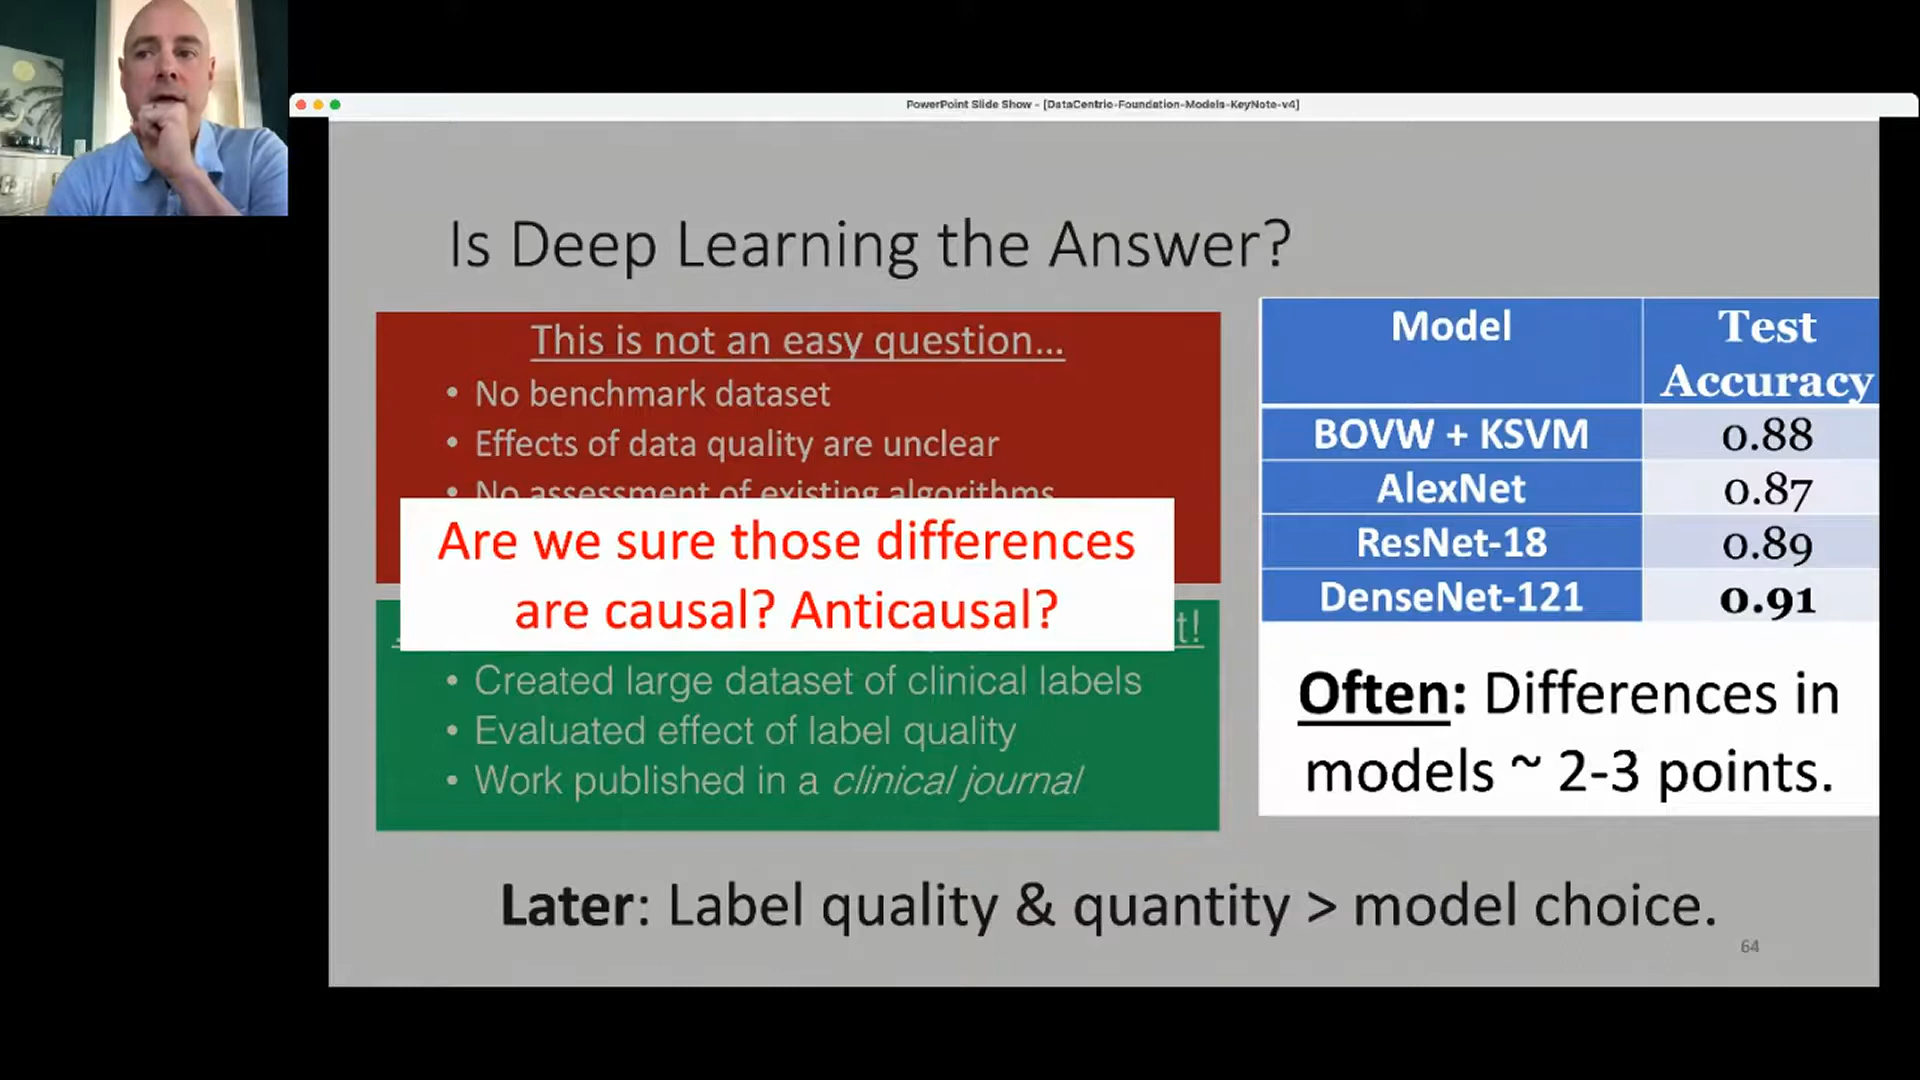 PowerPoint Slide Show - [DataCentric-Foundation-Models-KeyNote-v4]
Is Deep Learning the Answer?
This is not an easy question...
• No benchmark dataset
• Effects of data quality are unclear
• No assessment of existing algorithms
Are we sure those differences
are causal? Anticausal?
t!
• Created large dataset of clinical labels
• Evaluated effect of label quality
• Work published in a clinical journal
Model Test Accuracy
BOVW + KSVM 0.88
AlexNet 0.87
ResNet-18 0.89
DenseNet-121 0.91
Often: Differences in
models ~ 2-3 points.
Later: Label quality & quantity > model choice.
64